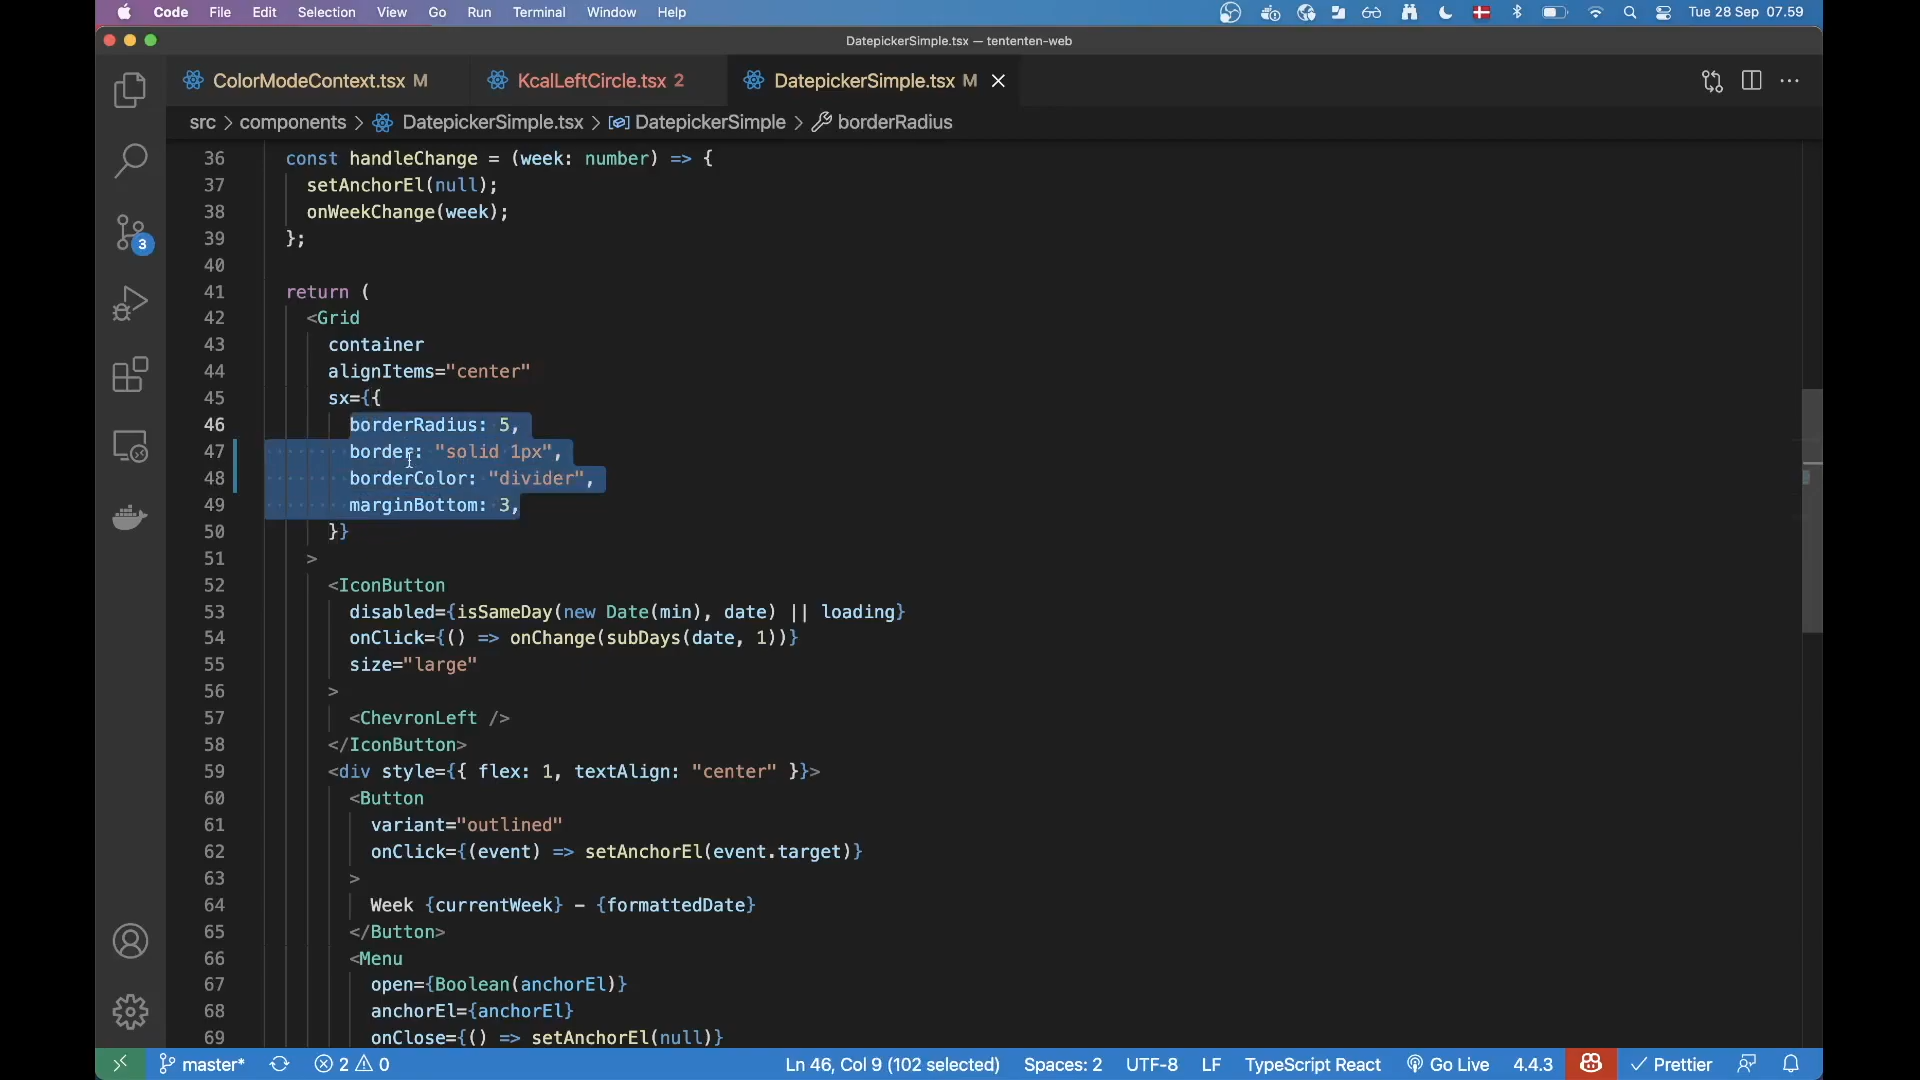 Code File Edit Selection View Go Run Terminal Window Help Tue 28 Sep 07.59
DatepickerSimple.tsx — tententen-web
ColorModeContext.tsx M KcalLeftCircle.tsx 2 DatepickerSimple.tsx M
src > components > DatepickerSimple.tsx > DatepickerSimple > borderRadius
36 const handleChange = (week: number) => {
37 setAnchorEl(null);
38 onWeekChange(week);
39 };
40
41 return (
42 <Grid
43 container
44 alignItems="center"
45 sx={{
46 borderRadius: 5,
47 border: "solid 1px",
48 borderColor: "divider",
49 marginBottom: 3,
50 }}
51 >
52 <IconButton
53 disabled={isSameDay(new Date(min), date) || loading}
54 onClick={() => onChange(subDays(date, 1))}
55 size="large"
56 >
57 <ChevronLeft />
58 </IconButton>
59 <div style={{ flex: 1, textAlign: "center" }}>
60 <Button
61 variant="outlined"
62 onClick={(event) => setAnchorEl(event.target)}
63 >
64 Week {currentWeek} - {formattedDate}
65 </Button>
66 <Menu
67 open={Boolean(anchorEl)}
68 anchorEl={anchorEl}
69 onClose={() => setAnchorEl(null)}
3
master* 2 0 Ln 46, Col 9 (102 selected) Spaces: 2 UTF-8 LF TypeScript React Go Live 4.4.3 Prettier